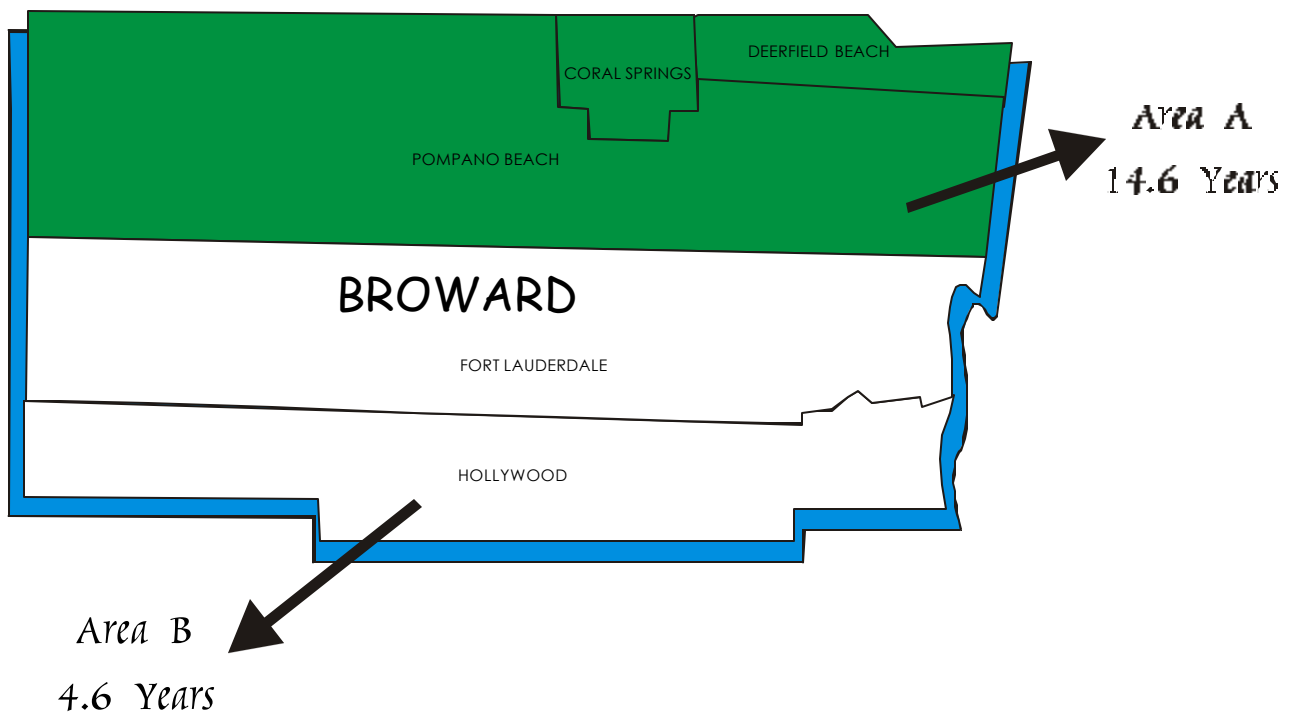 DEERFIELD BEACH
CORAL SPRINGS
Area A
14.6 Years
POMPANO BEACH
BROWARD
FORT LAUDERDALE
HOLLYWOOD
Area B
4.6 Years